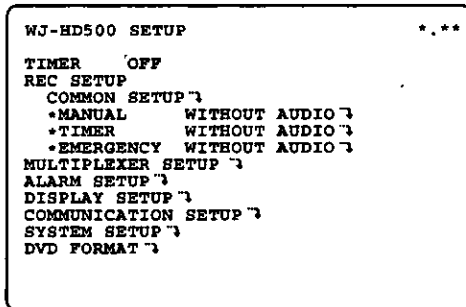 WJ-HD500 SETUP *.**
TIMER OFF
REC SETUP
COMMON SETUP
*MANUAL WITHOUT AUDIO
*TIMER WITHOUT AUDIO
*EMERGENCY WITHOUT AUDIO
MULTIPLEXER SETUP
ALARM SETUP
DISPLAY SETUP
COMMUNICATION SETUP
SYSTEM SETUP
DVD FORMAT